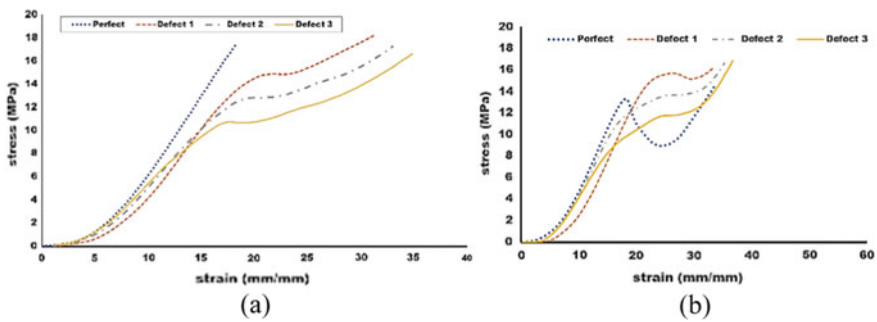 Perfect Defect 1 Defect 2 Defect 3
stress (MPa)
20
18
16
14
12
10
8
6
4
2
0
0 5 10 15 20 25 30 35 40
strain (mm/mm)
(a)
Perfect Defect 1 Defect 2 Defect 3
stress (MPa)
20
18
16
14
12
10
8
6
4
2
0
0 10 20 30 40 50 60
strain (mm/mm)
(b)